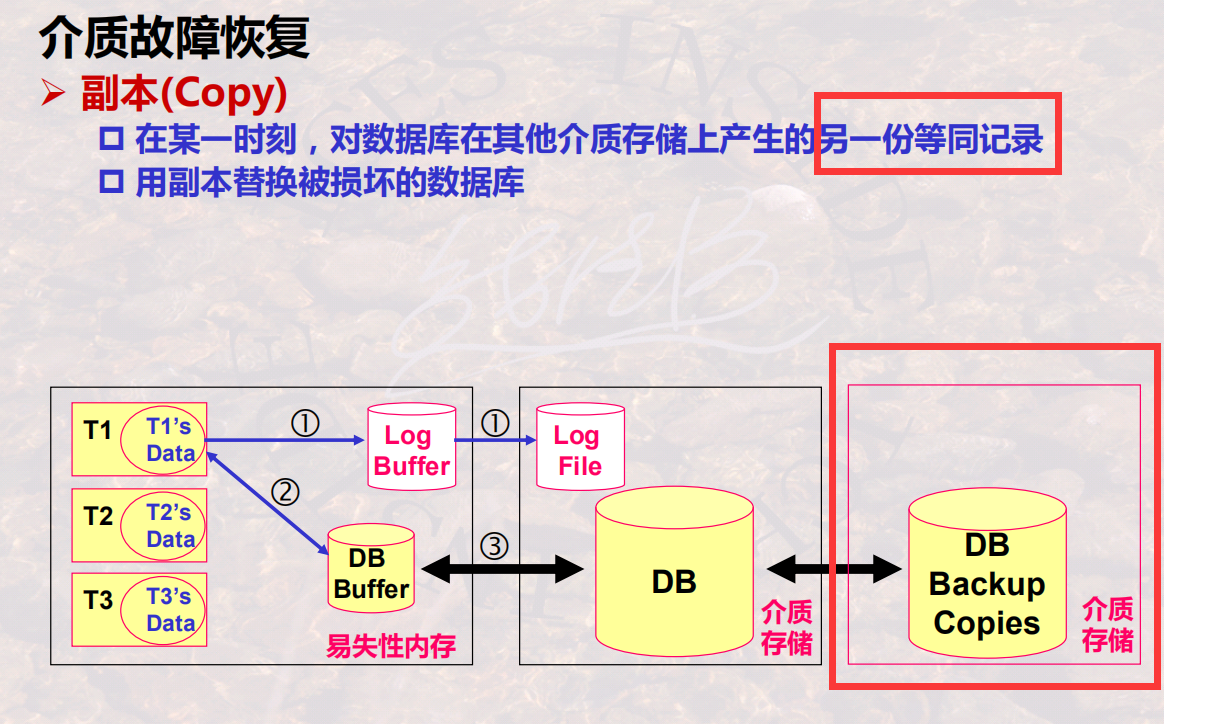 介质故障恢复
➢ 副本(Copy)
在某一时刻，对数据库在其他介质存储上产生的另一份等同记录
用副本替换被损坏的数据库
T1
T1's
Data
①
Log
Buffer
①
Log
File
②
T2
T2's
Data
③
DB
Buffer
DB
DB
Backup
Copies
T3
T3's
Data
易失性内存
介质
存储
介质
存储